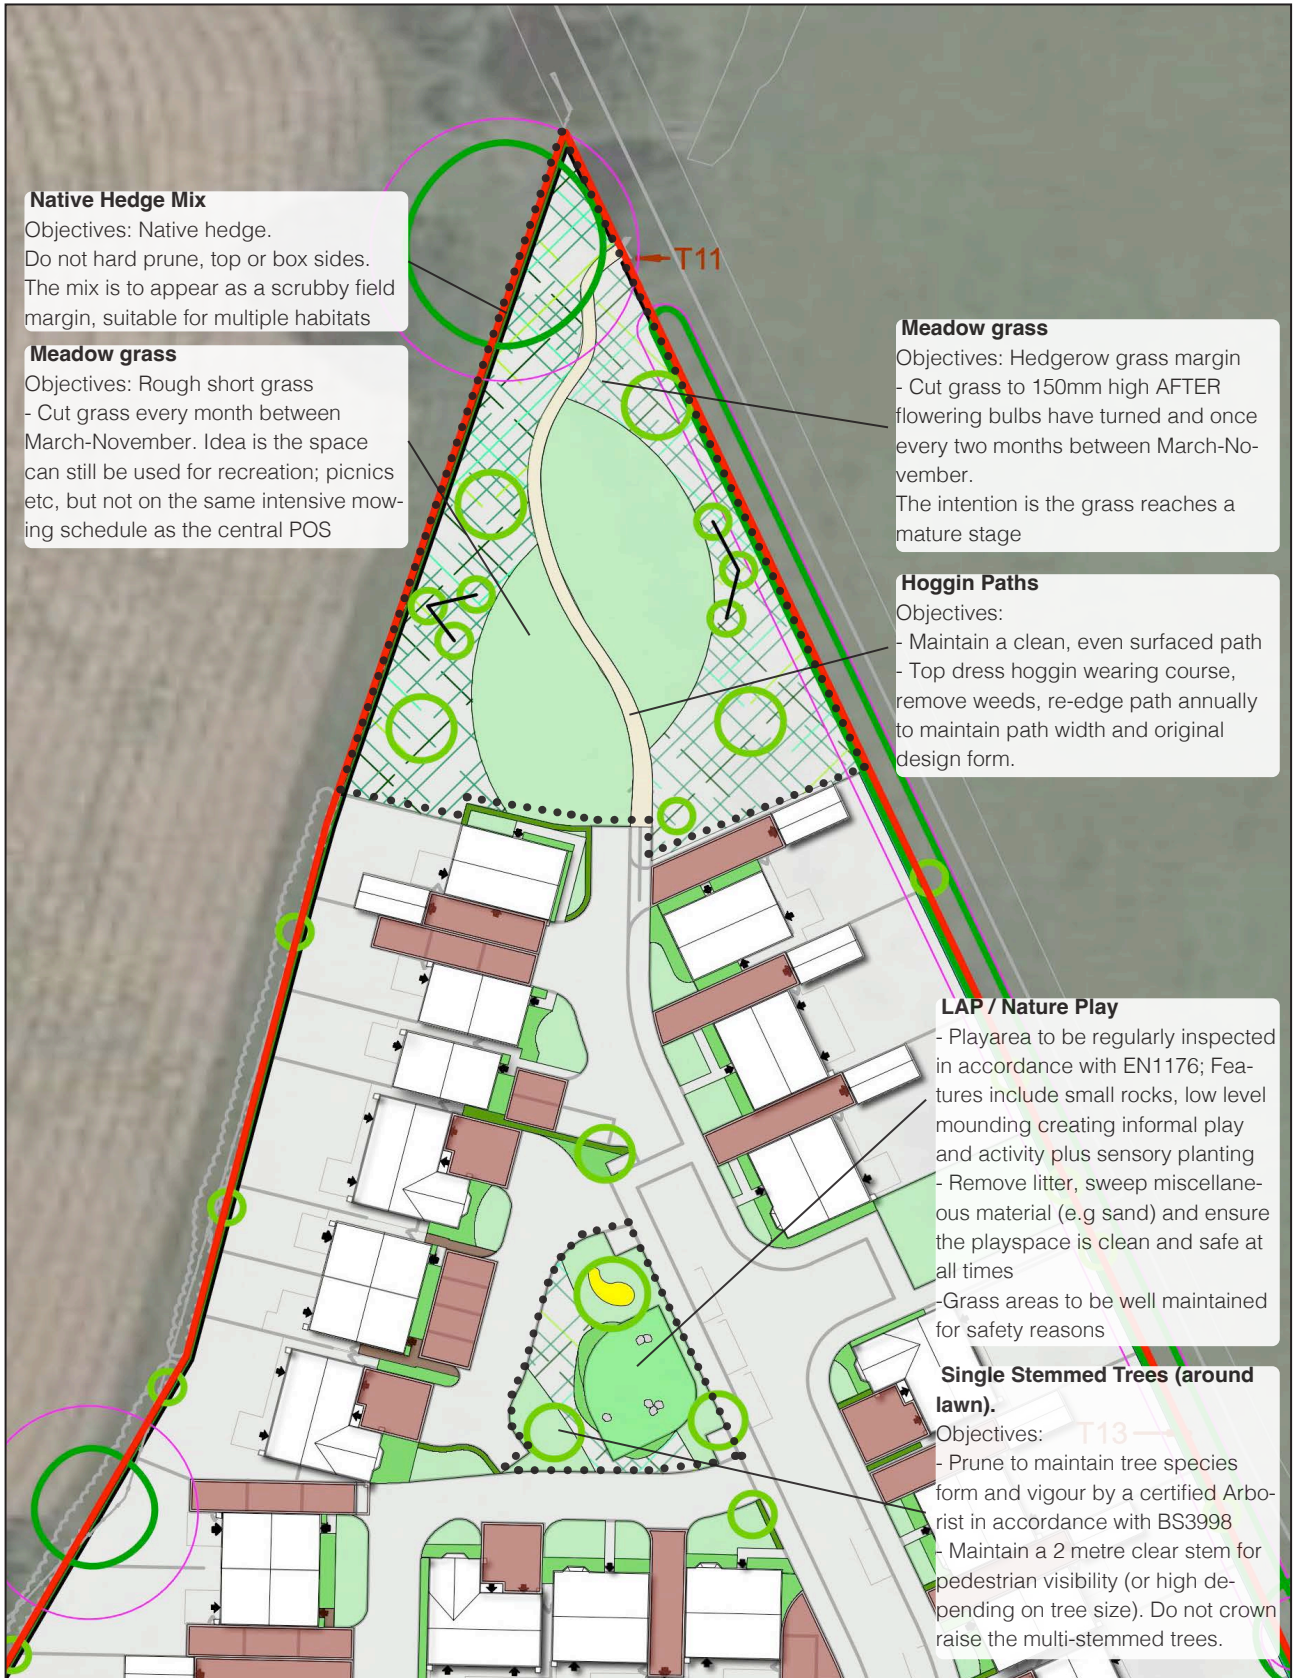 Native Hedge Mix
Objectives: Native hedge.
Do not hard prune, top or box sides.
The mix is to appear as a scrubby field
margin, suitable for multiple habitats
Meadow grass
Objectives: Rough short grass
- Cut grass every month between
March-November. Idea is the space
can still be used for recreation; picnics
etc, but not on the same intensive mow-
ing schedule as the central POS
T11
Meadow grass
Objectives: Hedgerow grass margin
- Cut grass to 150mm high AFTER
flowering bulbs have turned and once
every two months between March-No-
vember.
The intention is the grass reaches a
mature stage
Hoggin Paths
Objectives:
- Maintain a clean, even surfaced path
- Top dress hoggin wearing course,
remove weeds, re-edge path annually
to maintain path width and original
design form.
LAP / Nature Play
- Playarea to be regularly inspected
in accordance with EN1176; Fea-
tures include small rocks, low level
mounding creating informal play
and activity plus sensory planting
- Remove litter, sweep miscellane-
ous material (e.g sand) and ensure
the playspace is clean and safe at
all times
-Grass areas to be well maintained
for safety reasons
Single Stemmed Trees (around
lawn).
Objectives:
T13
- Prune to maintain tree species
form and vigour by a certified Arbo-
rist in accordance with BS3998
- Maintain a 2 metre clear stem for
pedestrian visibility (or high de-
pending on tree size). Do not crown
raise the multi-stemmed trees.